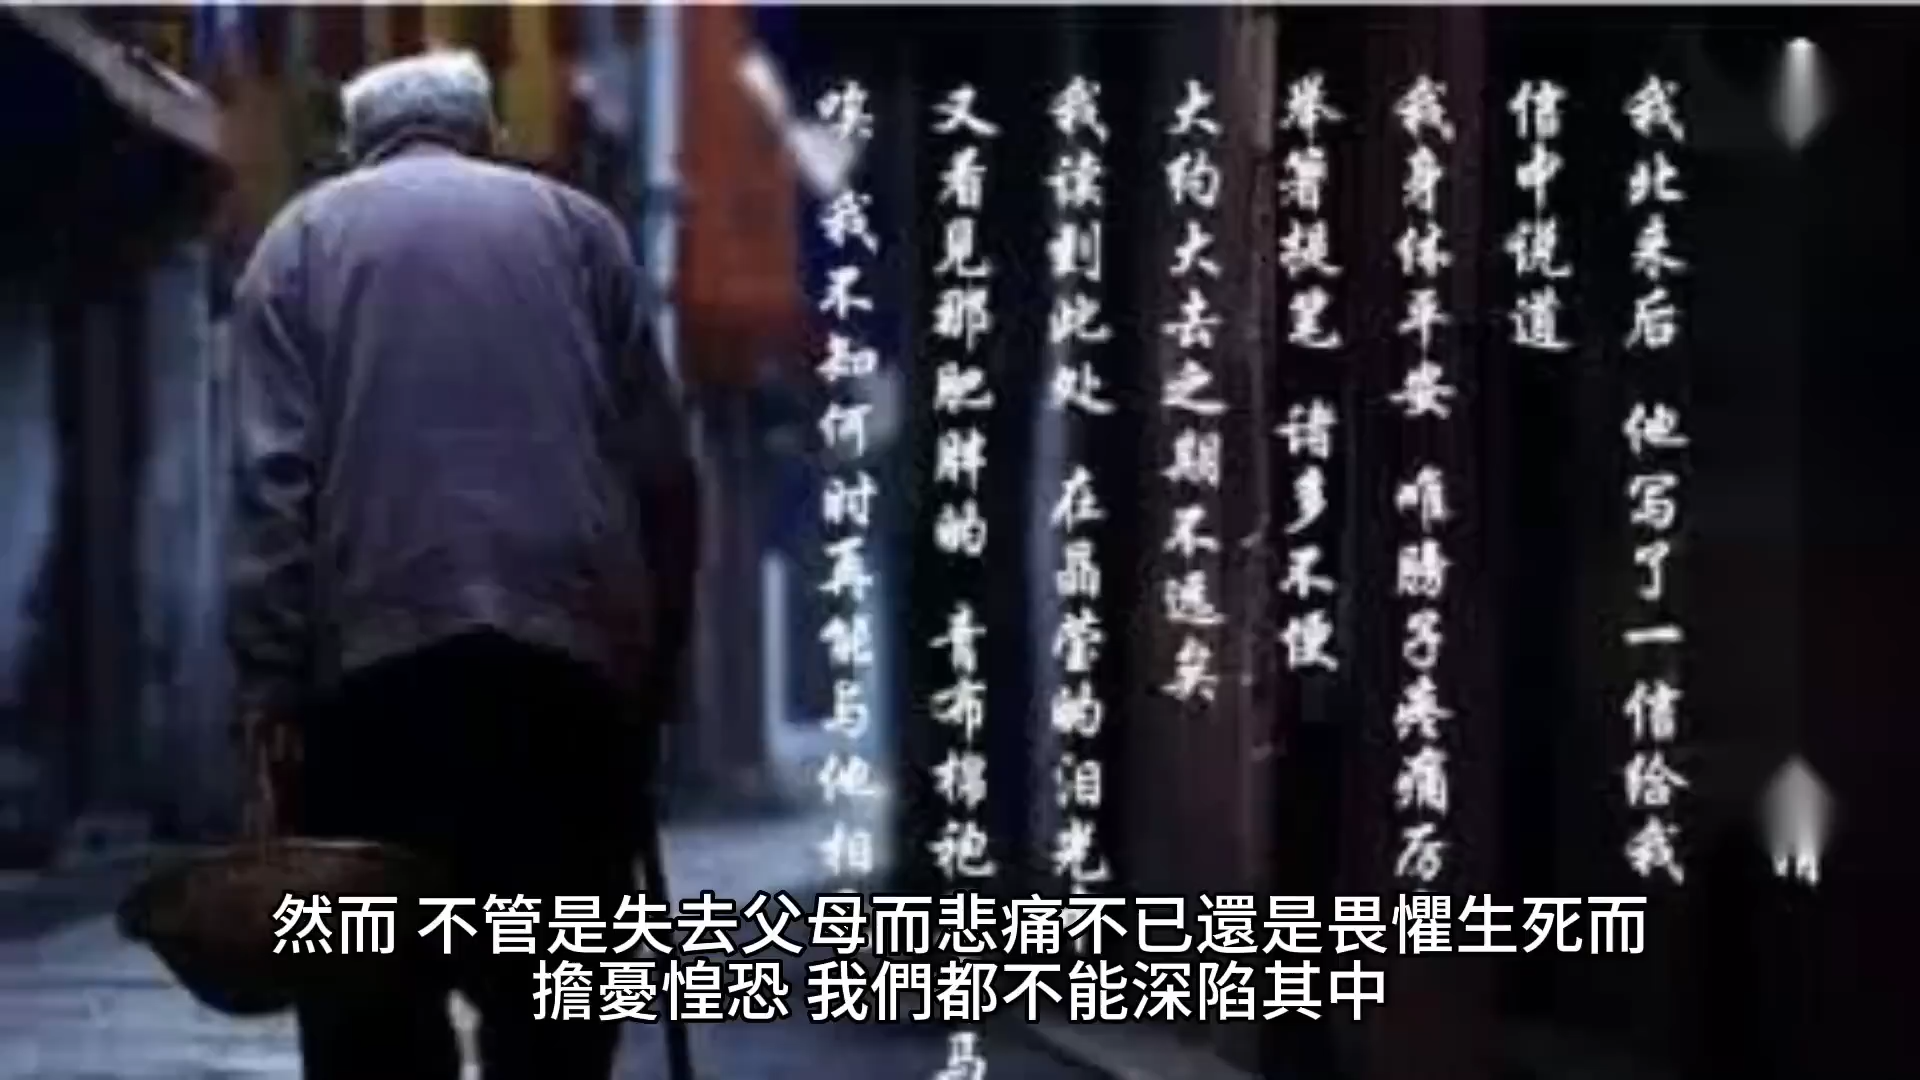 我北来后 他写了一信给我
信中说道
我身体平安 唯膀子疼痛厉
举箸提笔 诸多不便
大约大去之期不远矣
我读到此处 在晶莹的泪光
又看见那肥胖的 青布棉袍
马
唉 我不知何时再能与他相
然而 不管是失去父母而悲痛不已還是畏懼生死而
擔憂惶恐 我們都不能深陷其中